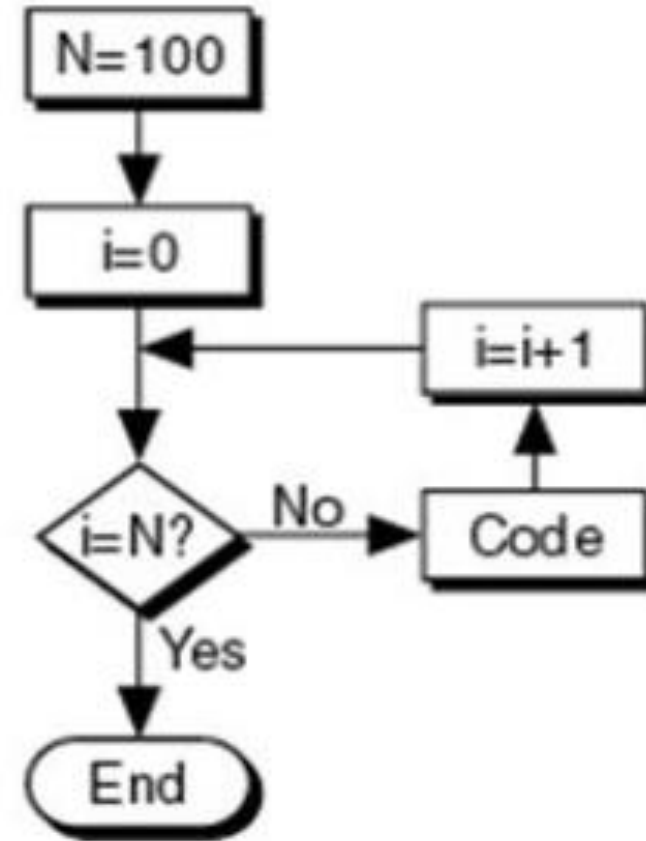 N=100
i=0
i=i+1
i=N?
No
Code
Yes
End